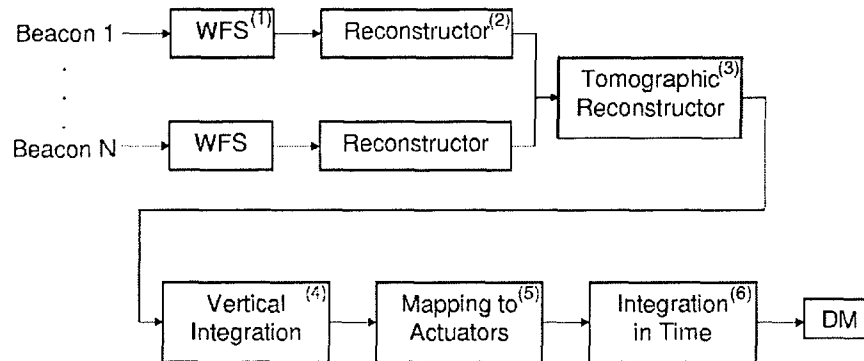 Beacon 1
WFS(1)
Reconstructor(2)
Tomographic(3)
Reconstructor
.
.
.
Beacon N
WFS
Reconstructor
Vertical(4)
Integration
Mapping to(5)
Actuators
Integration(6)
in Time
DM